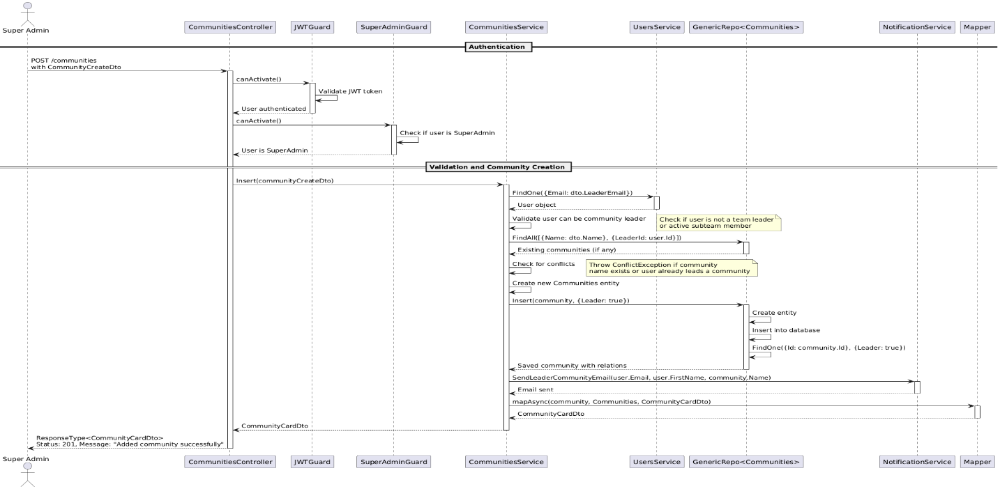 Super Admin
CommunitiesController
JWTGuard
SuperAdminGuard
CommunitiesService
UsersService
GenericRepo<Communities>
NotificationService
Mapper
Authentication
POST /communities
with CommunityCreateDto
canActivate()
Validate JWT token
User authenticated
canActivate()
Check if user is SuperAdmin
User is SuperAdmin
Validation and Community Creation
Insert(communityCreateDto)
FindOne({Email: dto.LeaderEmail})
User object
Validate user can be community leader
Check if user is not a team leader
or active subteam member
FindAll([{Name: dto.Name}, {LeaderId: user.Id}])
Existing communities (if any)
Check for conflicts
Throw ConflictException if community
name exists or user already leads a community
Create new Communities entity
Insert(community, {Leader: true})
Create entity
Insert into database
FindOne({Id: community.Id}, {Leader: true})
Saved community with relations
SendLeaderCommunityEmail(user.Email, user.FirstName, community.Name)
Email sent
mapAsync(community, Communities, CommunityCardDto)
CommunityCardDto
CommunityCardDto
ResponseType<CommunityCardDto>
Status: 201, Message: "Added community successfully"
Super Admin
CommunitiesController
JWTGuard
SuperAdminGuard
CommunitiesService
UsersService
GenericRepo<Communities>
NotificationService
Mapper